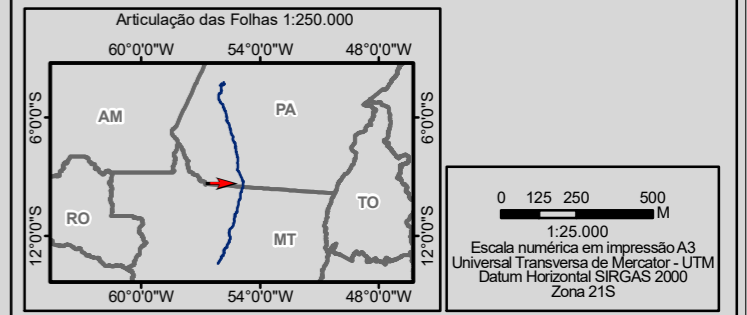 Articulação das Folhas 1:250.000
60°0'0"W 54°0'0"W 48°0'0"W
6°0'0"S 6°0'0"S
AM PA
RO TO
MT
12°0'0"S 12°0'0"S
60°0'0"W 54°0'0"W 48°0'0"W
0 125 250 500
M
1:25.000
Escala numérica em impressão A3
Universal Transversa de Mercator - UTM
Datum Horizontal SIRGAS 2000
Zona 21S